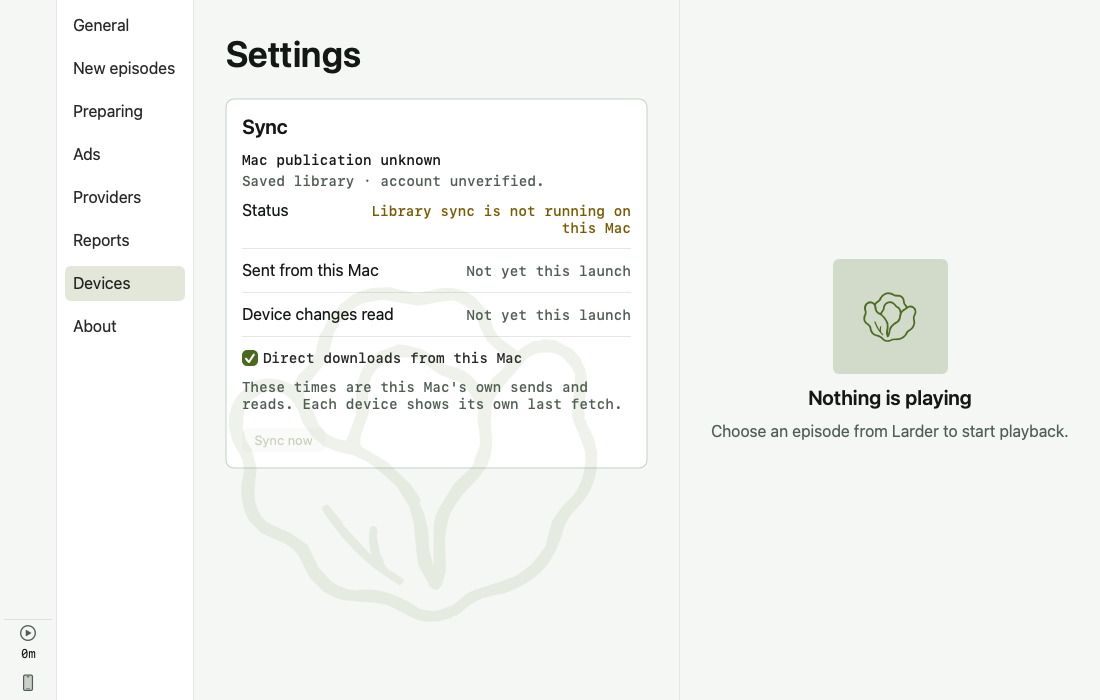 General
New episodes
Preparing
Ads
Providers
Reports
Devices
About
0m
Settings
Sync
Mac publication unknown
Saved library · account unverified.
Status
Library sync is not running on
this Mac
Sent from this Mac
Not yet this launch
Device changes read
Not yet this launch
Direct downloads from this Mac
These times are this Mac's own sends and
reads. Each device shows its own last fetch.
Sync now
Nothing is playing
Choose an episode from Larder to start playback.